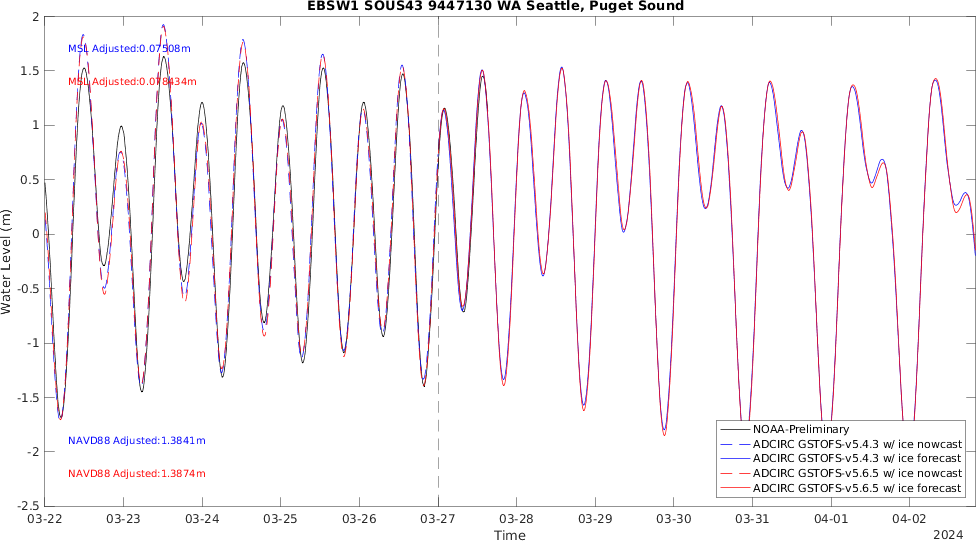 EBSW1 SOUS43 9447130 WA Seattle, Puget Sound
2
1.5
1
0.5
0
-0.5
-1
-1.5
-2
-2.5
Water Level (m)
MSL Adjusted:0.07508m
MSL Adjusted:0.078434m
NAVD88 Adjusted:1.3841m
NAVD88 Adjusted:1.3874m
NOAA-Preliminary
ADCIRC GSTOFS-v5.4.3 w/ ice nowcast
ADCIRC GSTOFS-v5.4.3 w/ ice forecast
ADCIRC GSTOFS-v5.6.5 w/ ice nowcast
ADCIRC GSTOFS-v5.6.5 w/ ice forecast
03-22 03-23 03-24 03-25 03-26 03-27 03-28 03-29 03-30 03-31 04-01 04-02
Time
2024